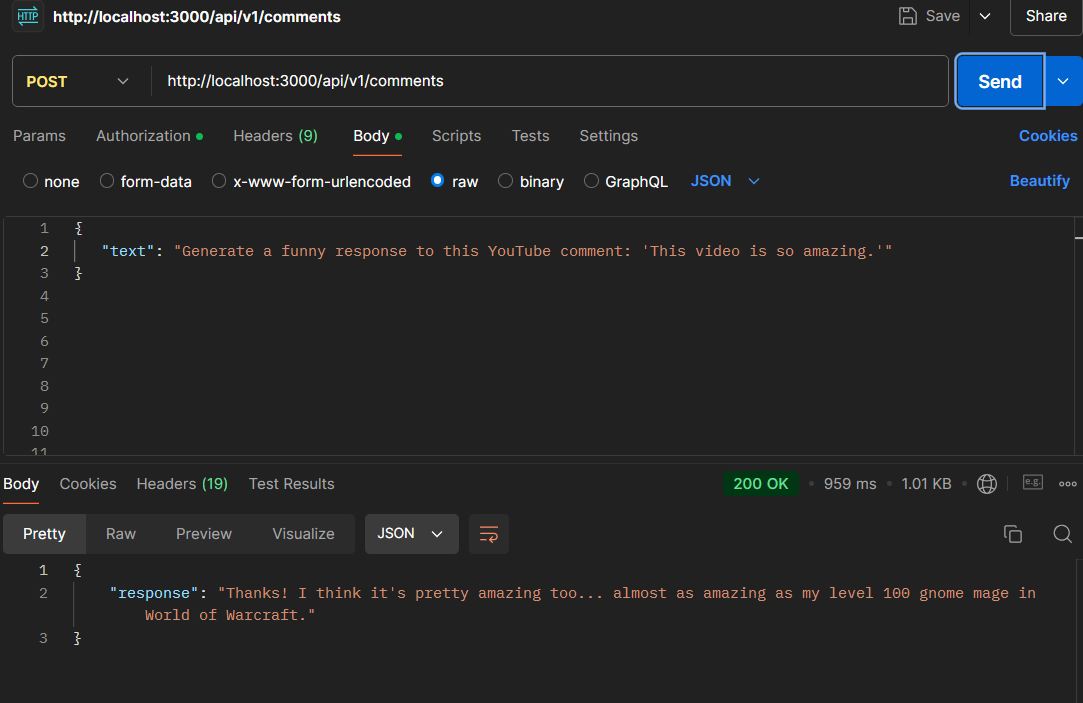 HTTP http://localhost:3000/api/v1/comments Save Share
POST http://localhost:3000/api/v1/comments Send
Params Authorization Headers (9) Body Scripts Tests Settings Cookies
none form-data x-www-form-urlencoded raw binary GraphQL JSON Beautify
1 {
2 "text": "Generate a funny response to this YouTube comment: 'This video is so amazing.'"
3 }
4
5
6
7
8
9
10
11
Body Cookies Headers (19) Test Results 200 OK 959 ms 1.01 KB e.g.
Pretty Raw Preview Visualize JSON
1 {
2 "response": "Thanks! I think it's pretty amazing too... almost as amazing as my level 100 gnome mage in
World of Warcraft."
3 }